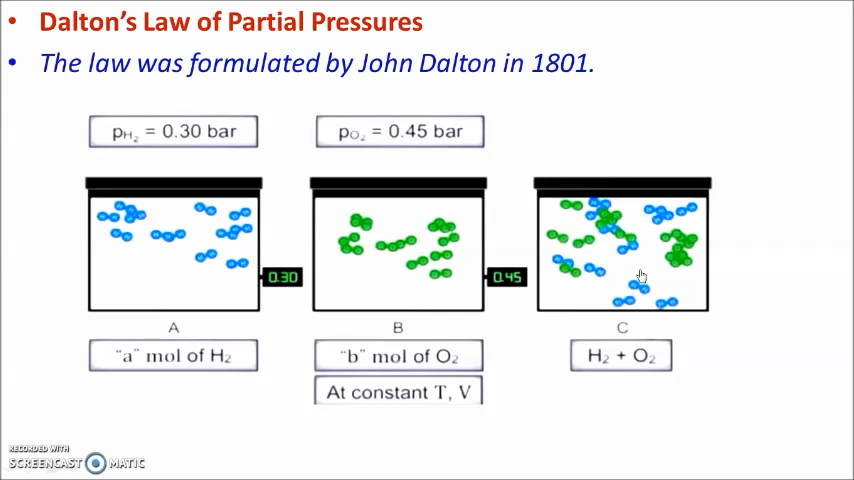 • Dalton's Law of Partial Pressures
• The law was formulated by John Dalton in 1801.
pH₂ = 0.30 bar
pO₂ = 0.45 bar
0.30
0.45
A
B
C
"a" mol of H₂
"b" mol of O₂
H₂ + O₂
At constant T, V
RECORDED WITH
SCREENCAST MATIC